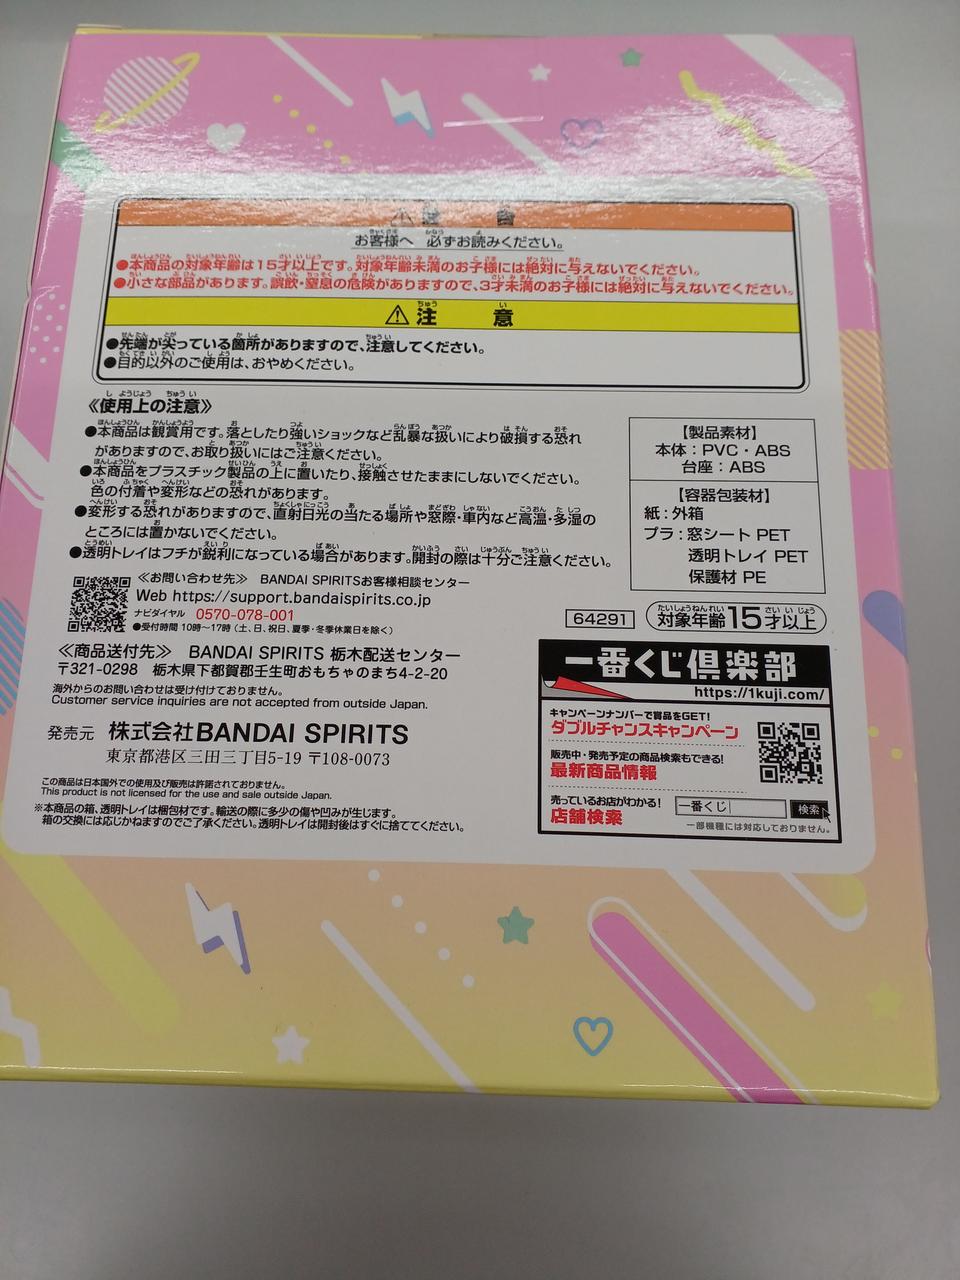 ⚠警　告
お客様へ 必ずお読みください。
●本商品の対象年齢は15才以上です。対象年齢未満のお子様には絶対に与えないでください。
●小さな部品があります。誤飲・窒息の危険がありますので、3才未満のお子様には絶対に与えないでください。
⚠注　意
●先端が尖っている箇所がありますので、注意してください。
●目的以外のご使用は、おやめください。
《使用上の注意》
●本商品は観賞用です。落としたり強いショックなど乱暴な扱いにより破損する恐れ
がありますので、お取り扱いにはご注意ください。
●本商品をプラスチック製品の上に置いたり、接触させたままにしないでください。
色の付着や変形などの恐れがあります。
●変形する恐れがありますので、直射日光の当たる場所や窓際・車内など高温・多湿の
ところには置かないでください。
●透明トレイはフチが鋭利になっている場合があります。開封の際は十分ご注意ください。
【製品素材】
本体：PVC・ABS
台座：ABS
【容器包装材】
紙：外箱
プラ：窓シート PET
透明トレイ PET
保護材 PE
≪お問い合わせ先≫ BANDAI SPIRITSお客様相談センター
Web https://support.bandaispirits.co.jp
ナビダイヤル 0570-078-001
●受付時間 10時〜17時（土、日、祝日、夏季・冬季休業日を除く）
64291
対象年齢15才以上
≪商品送付先≫ BANDAI SPIRITS 栃木配送センター
〒321-0298 栃木県下都賀郡壬生町おもちゃのまち4-2-20
海外からのお問い合わせは受け付けておりません。
Customer service inquiries are not accepted from outside Japan.
発売元 株式会社BANDAI SPIRITS
東京都港区三田三丁目5-19 〒108-0073
この商品は日本国外での使用及び販売は許諾されておりません。
This product is not licensed for the use and sale outside Japan.
※本商品の箱、透明トレイは梱包材です。輸送の際に多少の傷や凹みが生じます。
箱の交換には応じかねますのでご了承ください。透明トレイは開封後はすぐに捨ててください。
一番くじ倶楽部
https://1kuji.com/
キャンペーンナンバーで賞品をGET!
ダブルチャンスキャンペーン
販売中・発売予定の商品検索もできる!
最新商品情報
売っているお店がわかる!
店舗検索
一番くじ 検索
一部機種には対応しておりません。